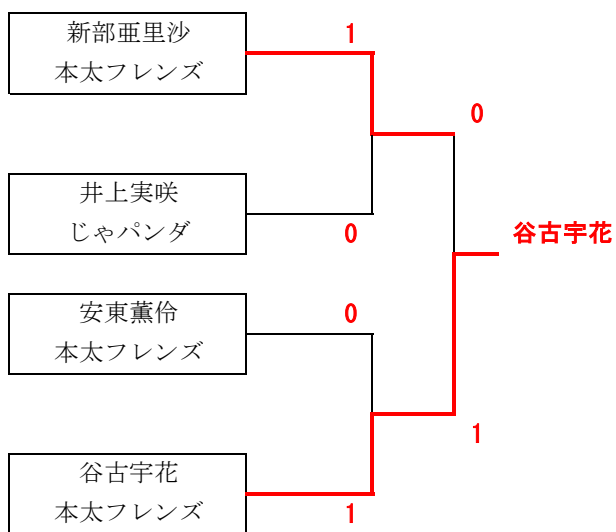 新部亜里沙
本太フレンズ
1
0
井上実咲
じゃパンダ
0
谷古宇花
安東薫伶
本太フレンズ
0
1
谷古宇花
本太フレンズ
1